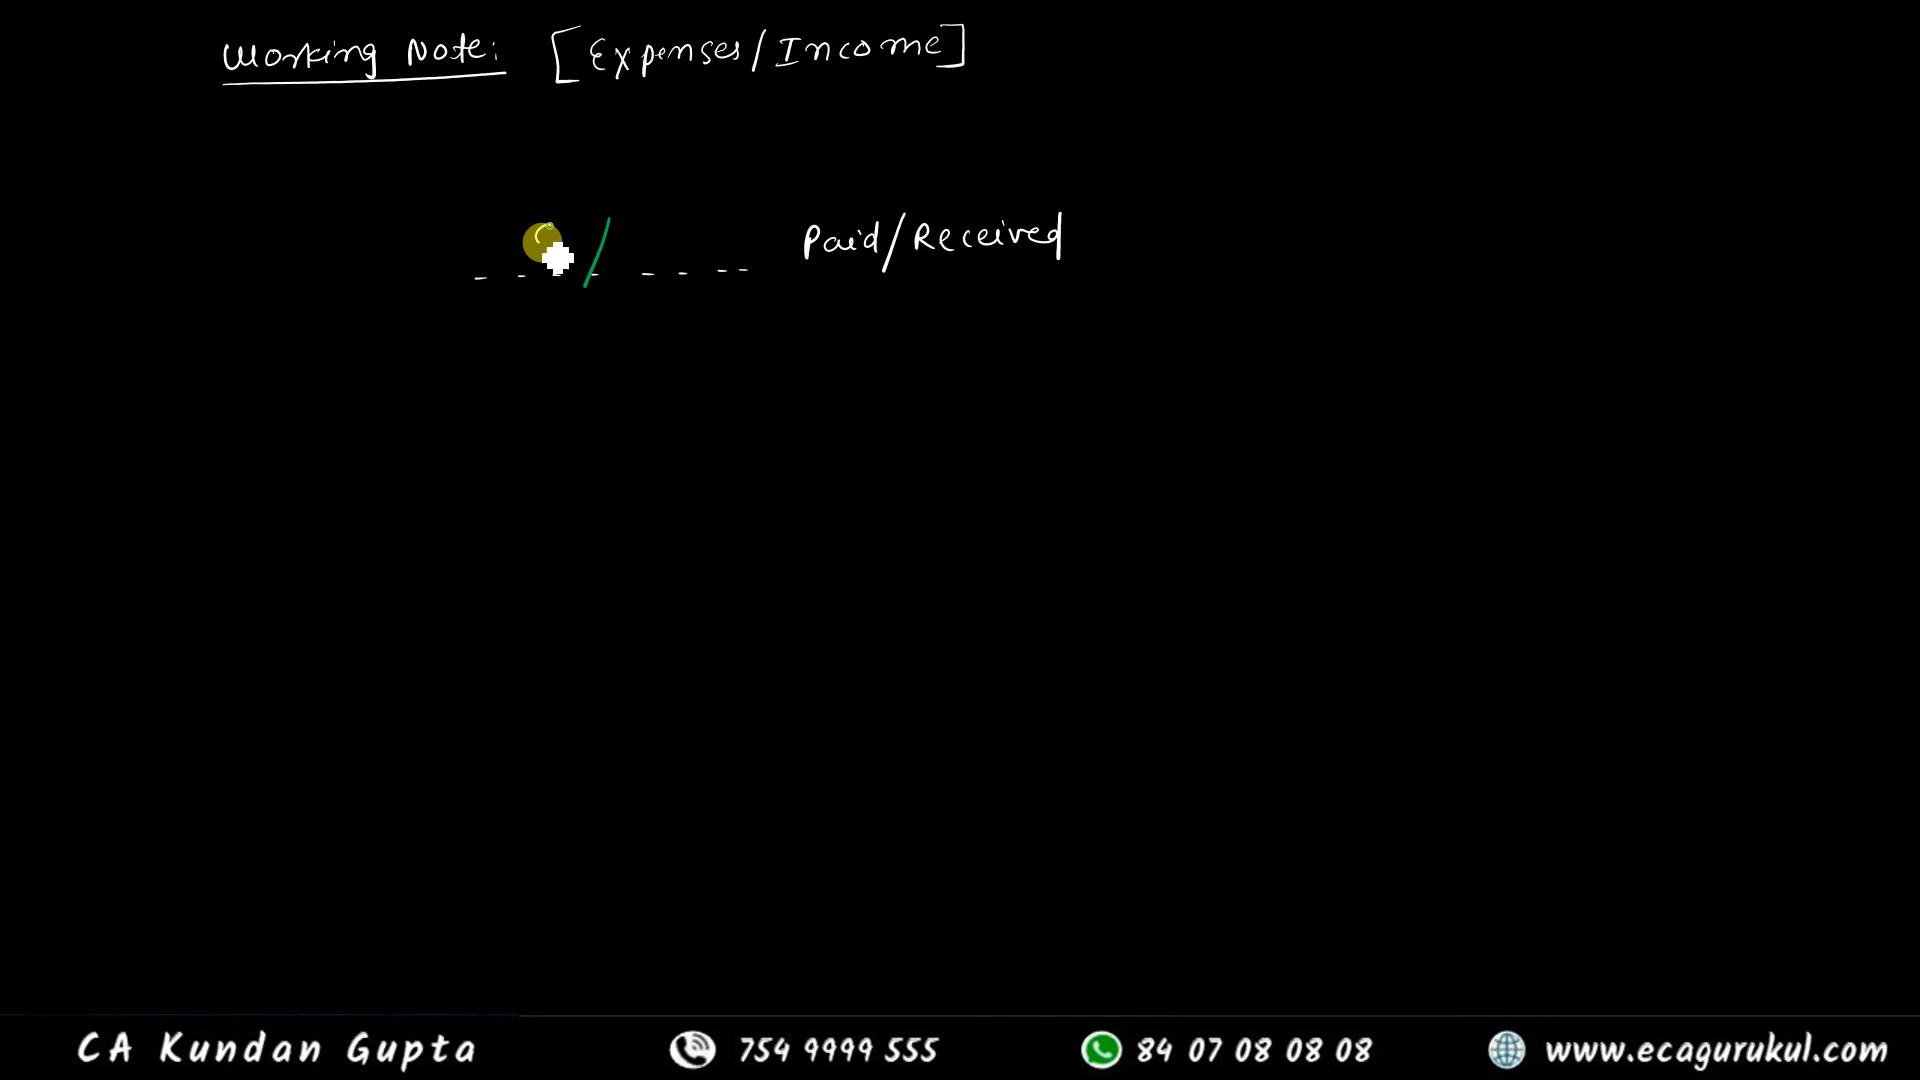 Working Note: [Expenses/Income]
- - - - - - - - Paid/Received
CA Kundan Gupta 754 9999 555 84 07 08 08 08 www.ecagurukul.com